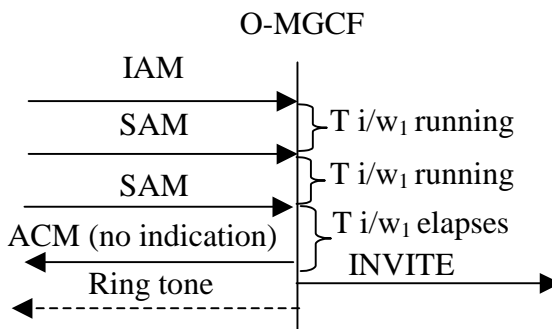 O-MGCF
IAM
T i/w1 running
SAM
T i/w1 running
SAM
T i/w1 elapses
ACM (no indication)
INVITE
Ring tone